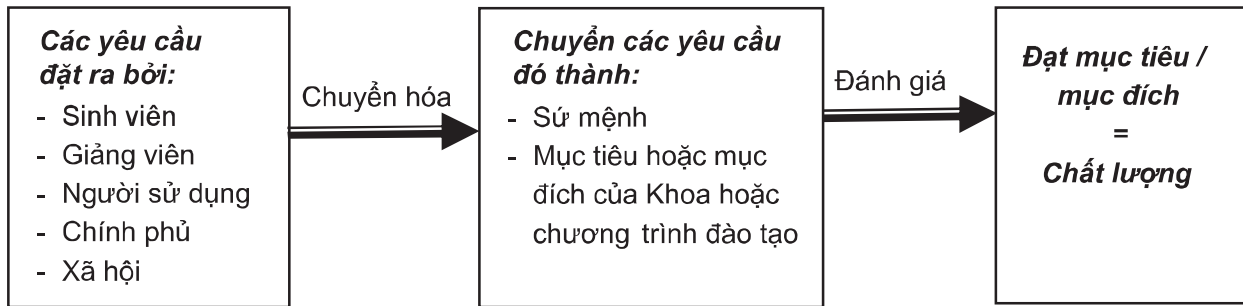 Các yêu cầu
đặt ra bởi:
- Sinh viên
- Giảng viên
- Người sử dụng
- Chính phủ
- Xã hội
Chuyển hóa
Chuyển các yêu cầu
đó thành:
- Sứ mệnh
- Mục tiêu hoặc mục
đích của Khoa hoặc
chương trình đào tạo
Đánh giá
Đạt mục tiêu /
mục đích
=
Chất lượng